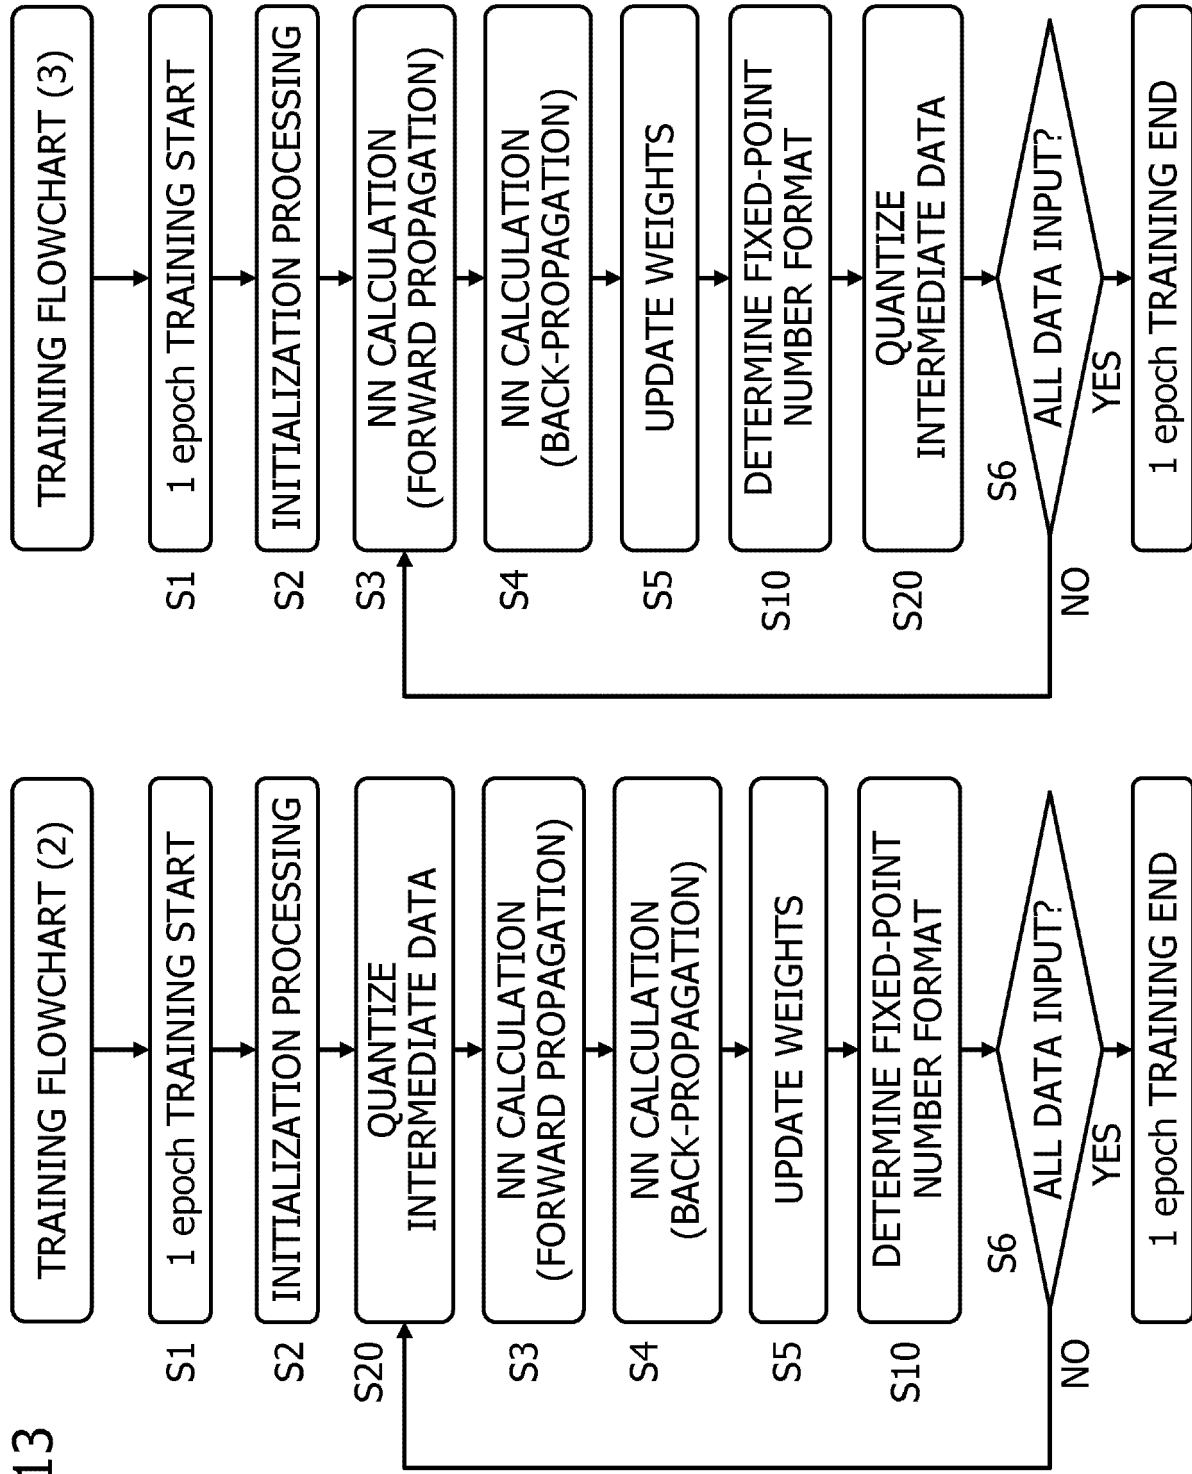 13
TRAINING FLOWCHART (2)
S1
1 epoch TRAINING START
S2
INITIALIZATION PROCESSING
S20
QUANTIZE
INTERMEDIATE DATA
S3
NN CALCULATION
(FORWARD PROPAGATION)
S4
NN CALCULATION
(BACK-PROPAGATION)
S5
UPDATE WEIGHTS
S10
DETERMINE FIXED-POINT
NUMBER FORMAT
S6
ALL DATA INPUT?
NO
YES
1 epoch TRAINING END
TRAINING FLOWCHART (3)
S1
1 epoch TRAINING START
S2
INITIALIZATION PROCESSING
S3
NN CALCULATION
(FORWARD PROPAGATION)
S4
NN CALCULATION
(BACK-PROPAGATION)
S5
UPDATE WEIGHTS
S10
DETERMINE FIXED-POINT
NUMBER FORMAT
S20
QUANTIZE
INTERMEDIATE DATA
S6
ALL DATA INPUT?
NO
YES
1 epoch TRAINING END